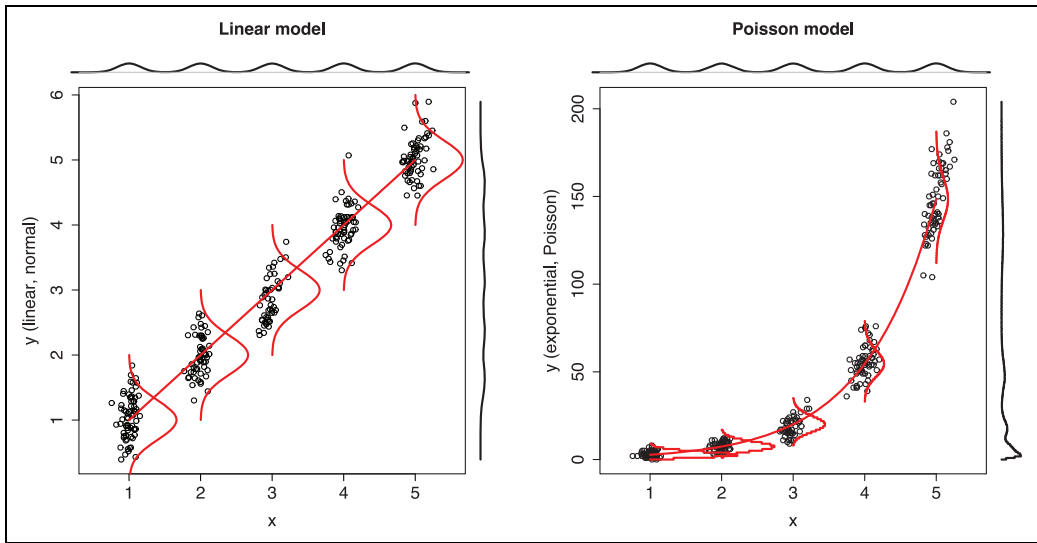 Linear model
y (linear, normal)
6
5
4
3
2
1
1 2 3 4 5
x
Poisson model
y (exponential, Poisson)
200
150
100
50
0
1 2 3 4 5
x